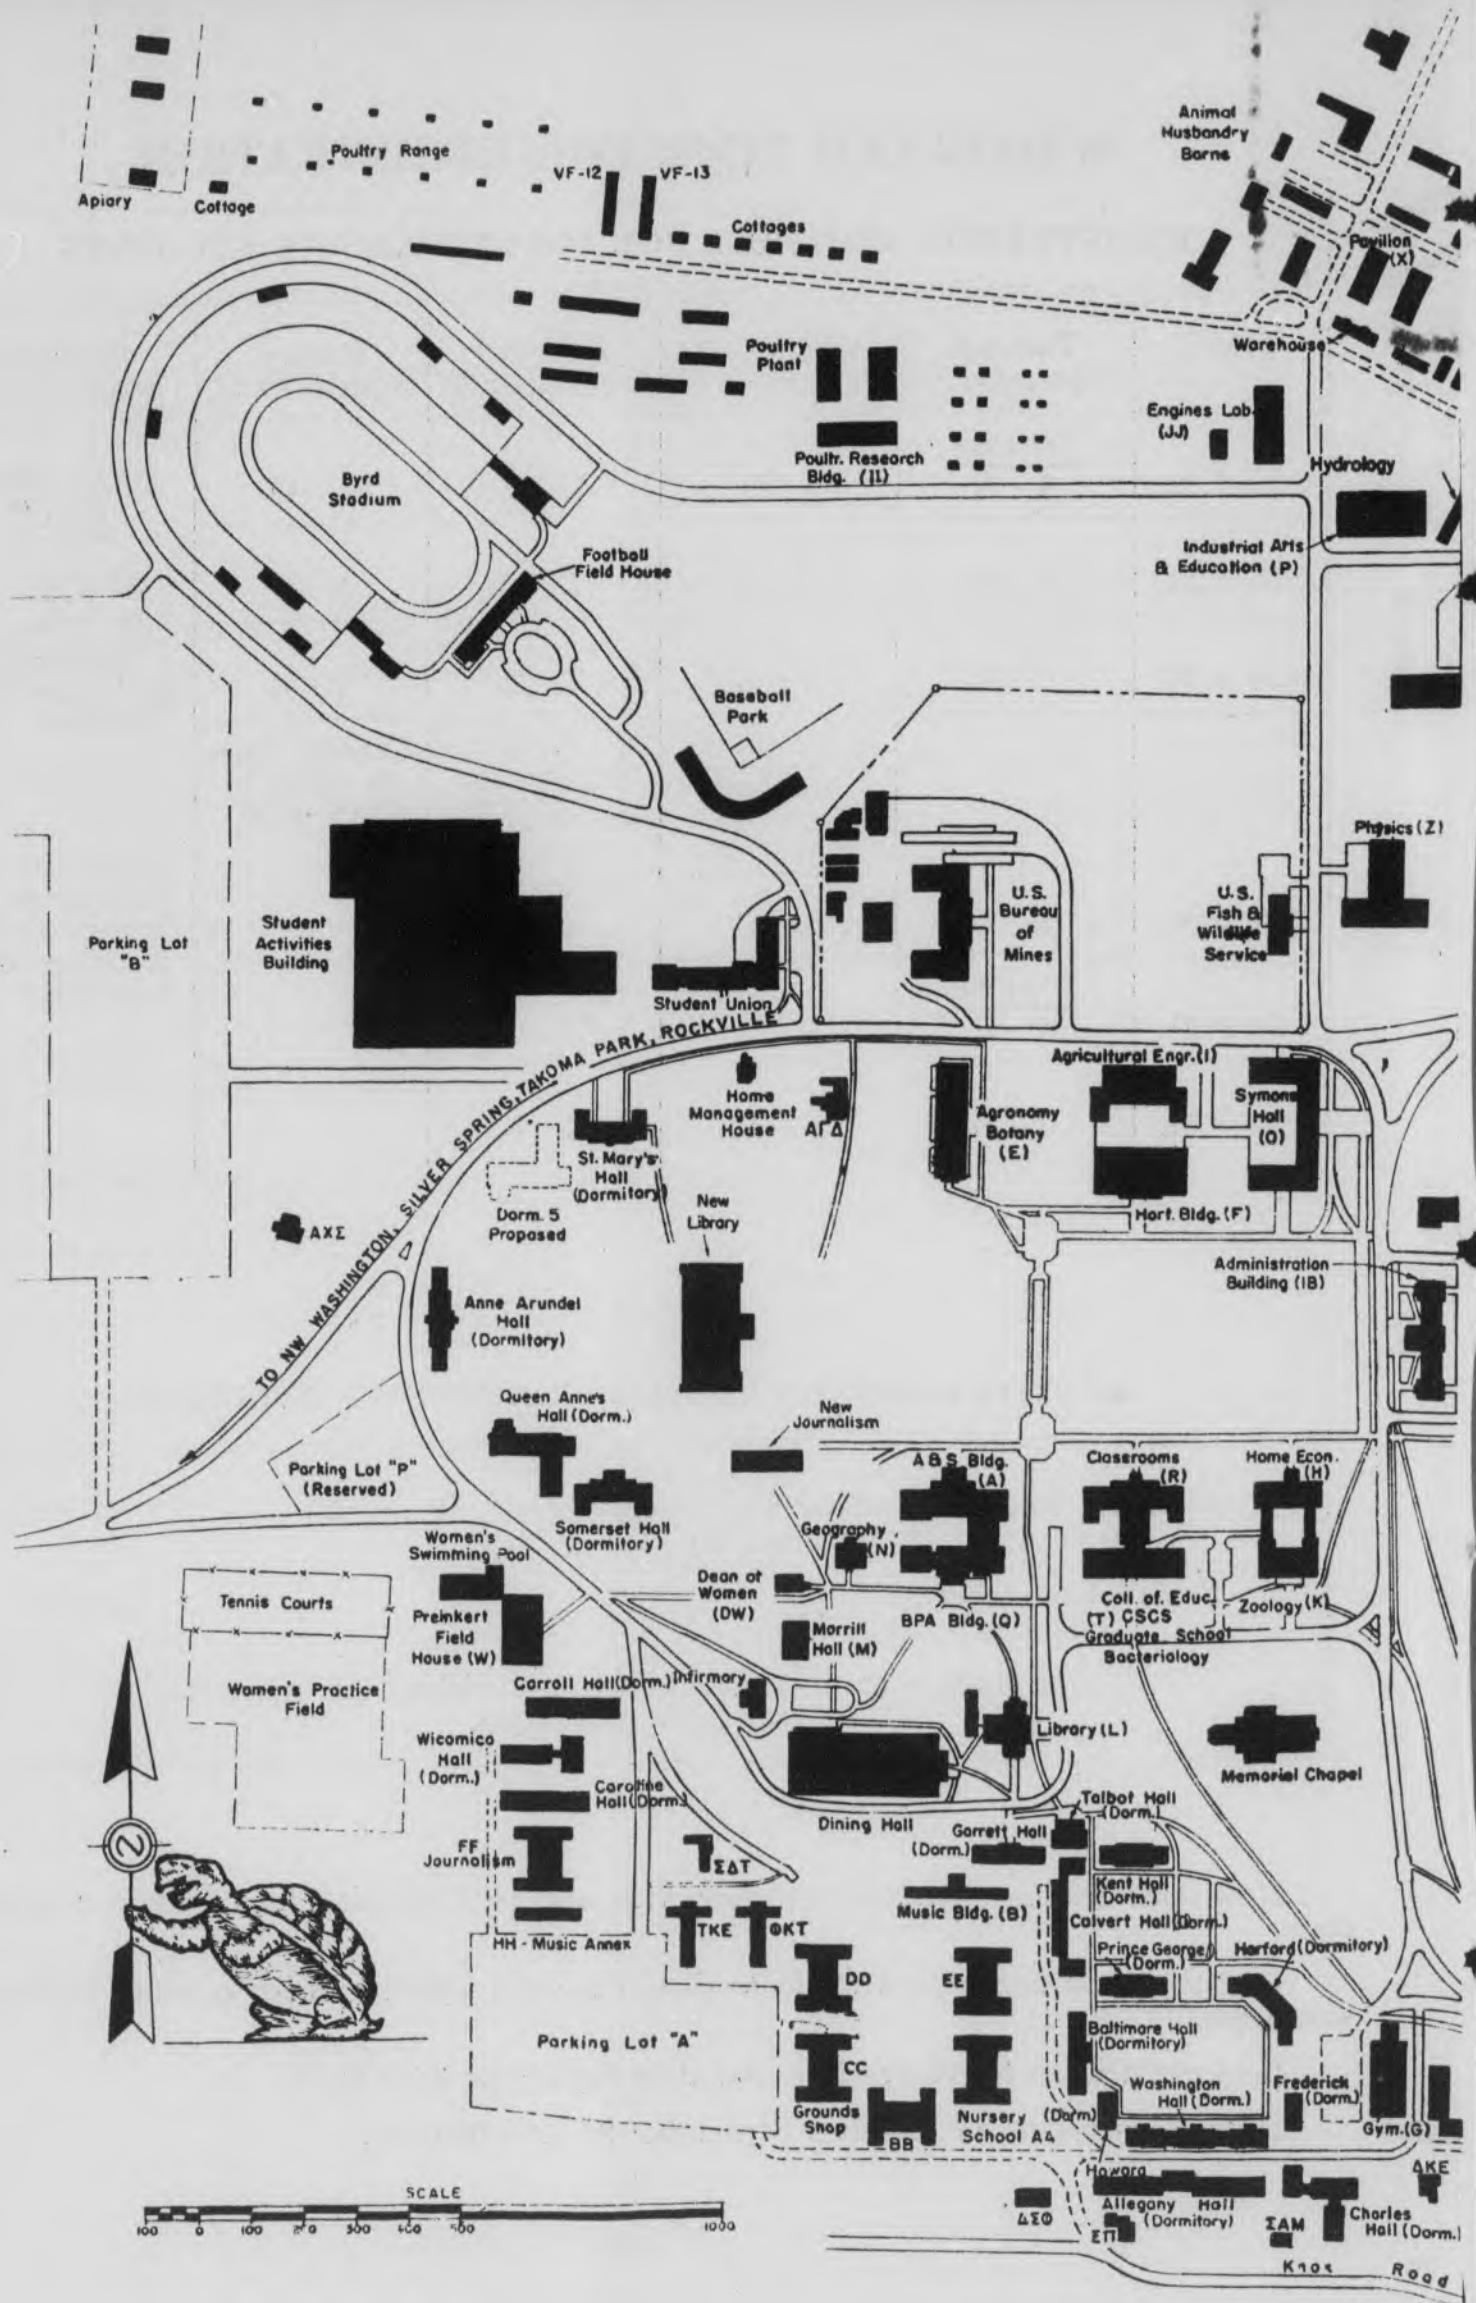 Animal
Husbandry
Barns
Poultry Range
VF-12
VF-13
Apiary
Cottage
Cottages
Pavilion
(X)
Poultry
Plant
Warehouse
Engines Lab.
(JJ)
Poultr. Research
Bldg. (II)
Hydrology
Byrd
Stadium
Industrial Arts
& Education (P)
Football
Field House
Baseball
Park
Physics (Z)
U.S.
Bureau
of
Mines
U.S.
Fish &
Wildlife
Service
Student
Activities
Building
Parking Lot
"B"
Student Union
TO NW WASHINGTON, SILVER SPRING, TAKOMA PARK, ROCKVILLE
Agricultural Engr. (I)
Home
Management
House
ΑΓΔ
Agronomy
Botany
(E)
Symons
Hall
(O)
St. Mary's
Hall
(Dormitory)
Dorm. 5
Proposed
New
Library
Hort. Bldg. (F)
ΑΧΣ
Administration
Building (IB)
Anne Arundel
Hall
(Dormitory)
Queen Anne's
Hall (Dorm.)
New
Journalism
Parking Lot "P"
(Reserved)
A & S Bldg.
(A)
Classrooms
(R)
Home Econ.
(H)
Somerset Hall
(Dormitory)
Geography
(N)
Women's
Swimming Pool
Dean of
Women
(DW)
Tennis Courts
Preinkert
Field
House (W)
Morrill
Hall (M)
BPA Bldg. (Q)
Coll. of Educ.
(T) CSCS
Graduate School
Bacteriology
Zoology (K)
Women's Practice
Field
Carroll Hall (Dorm.)
Infirmary
Library (L)
Wicomico
Hall
(Dorm.)
Memorial Chapel
Caroline
Hall (Dorm.)
Talbot Hall
(Dorm.)
Dining Hall
Garrett Hall
(Dorm.)
FF
Journalism
ΣΔΤ
Kent Hall
(Dorm.)
Music Bldg. (B)
Calvert Hall (Dorm.)
TKE
ΦΚΤ
HH - Music Annex
Prince George
(Dorm.)
Harford (Dormitory)
DD
EE
Z
Parking Lot "A"
Baltimore Hall
(Dormitory)
CC
Washington
Hall (Dorm.)
Frederick
(Dorm.)
Grounds
Shop
BB
Nursery
School A4
(Dorm)
Howard
Gym. (G)
SCALE
100 0 100 200 300 400 500 1000
ΔΣΦ
Allegany Hall
(Dormitory)
ΣΠ
ΣΑΜ
ΔΚΕ
Charles
Hall (Dorm.)
Knox Road